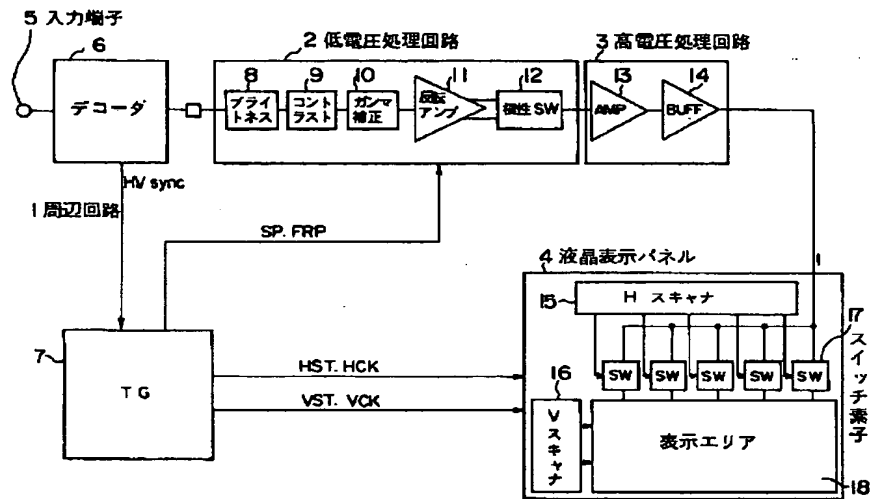 5 入力端子
6
デコーダ
2 低電圧処理回路
8
ブライ
トネス
9
コント
ラスト
10
ガンマ
補正
11
反転
アンプ
12
極性 SW
3 高電圧処理回路
13
AMP
14
BUFF
HV sync
1 周辺回路
SP. FRP
7
TG
HST. HCK
VST. VCK
4 液晶表示パネル
1
15
H スキャナ
17 スイッチ素子
SW
SW
SW
SW
SW
16
Vスキャナ
表示エリア
18